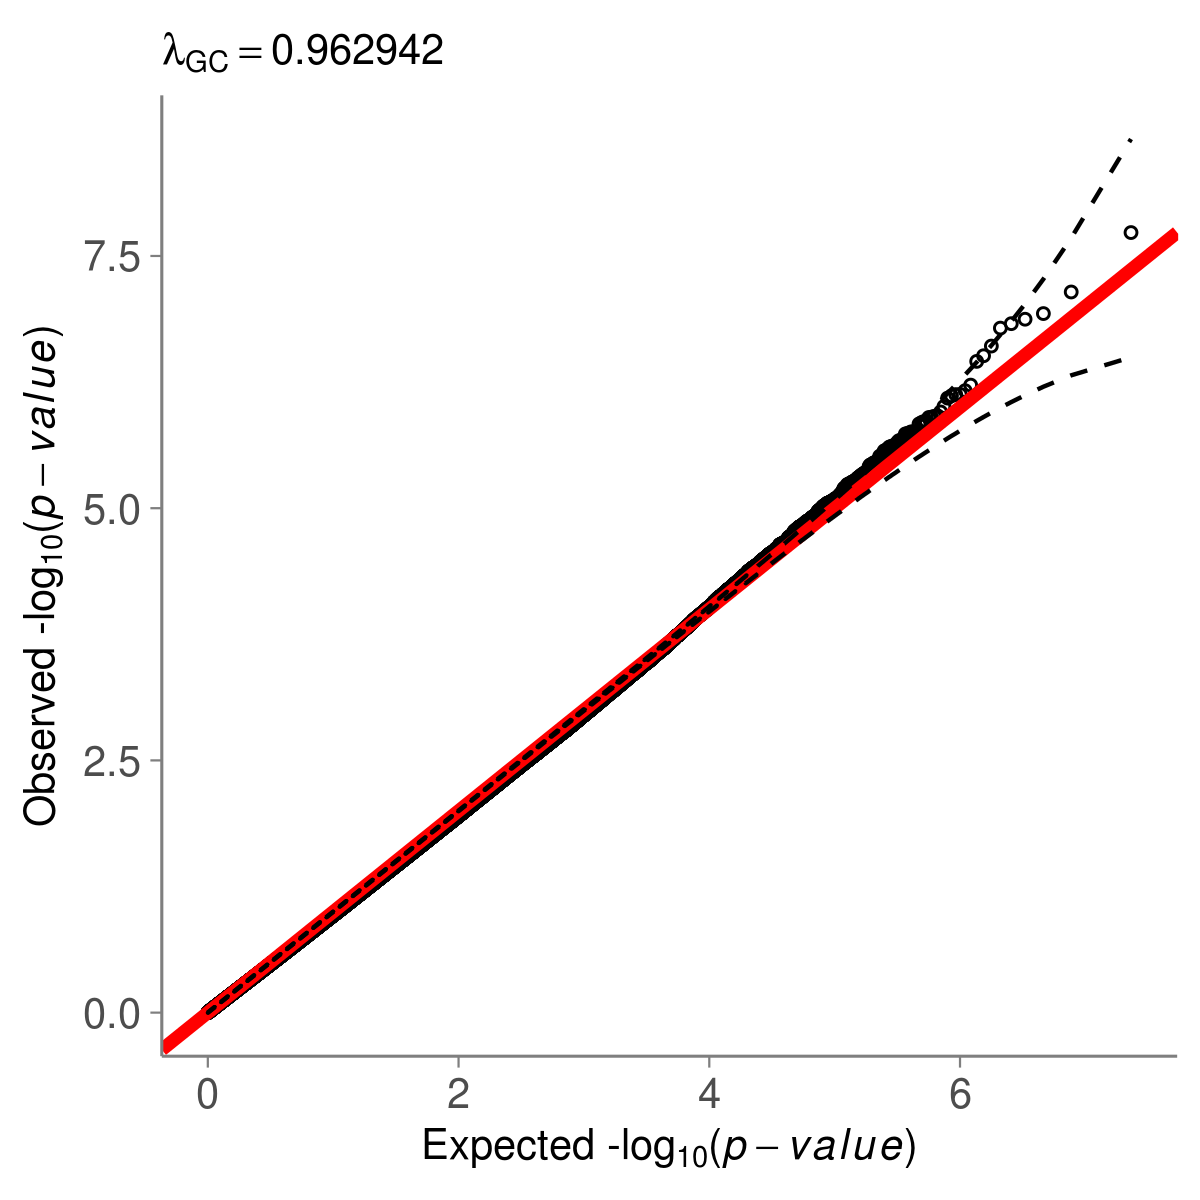 λGC = 0.962942
7.5
5.0
2.5
0.0
Observed -log10(p − value)
0 2 4 6
Expected -log10(p − value)